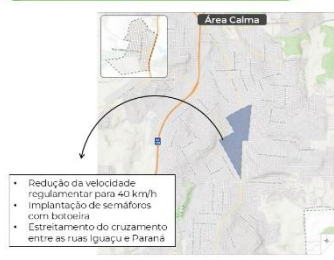 Área Calma
• Redução da velocidade
regulamentar para 40 km/h
• Implantação de semáforos
com botoeira
• Estreitamento do cruzamento
entre as ruas Iguaçu e Paraná